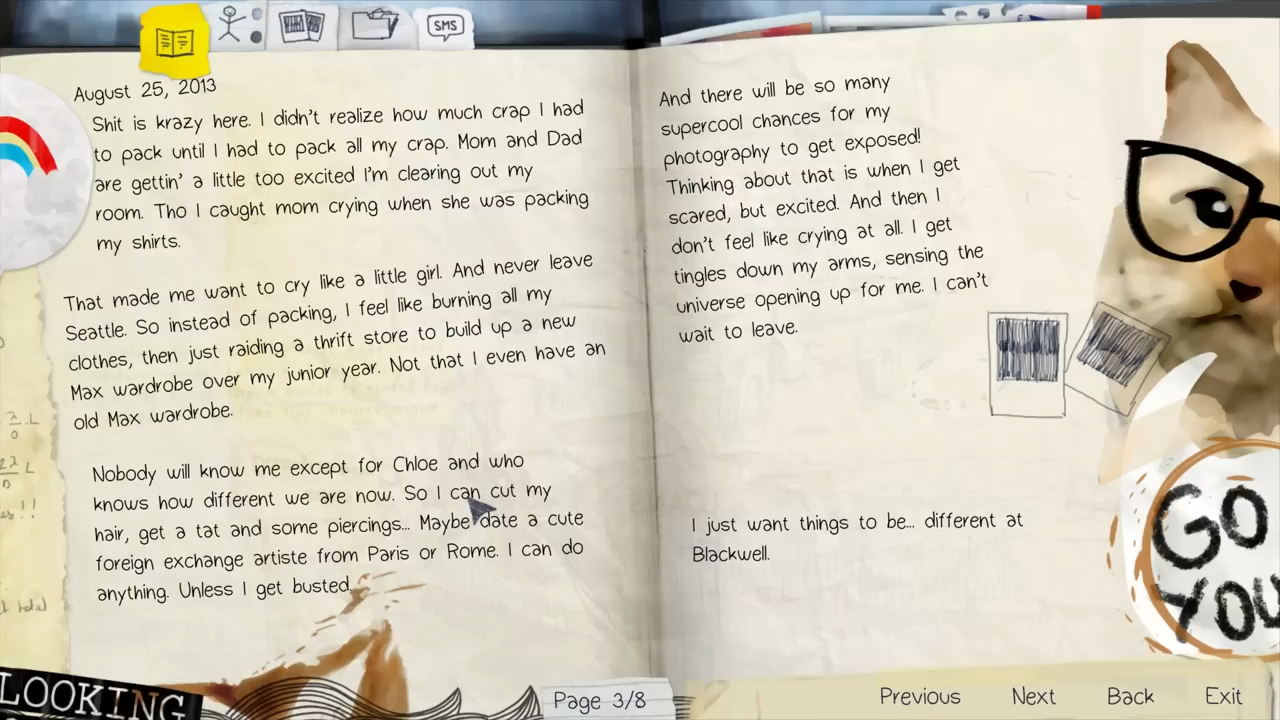 SMS
August 25, 2013
Shit is krazy here. I didn't realize how much crap I had
to pack until I had to pack all my crap. Mom and Dad
are gettin' a little too excited I'm clearing out my
room. Tho I caught mom crying when she was packing
my shirts.
That made me want to cry like a little girl. And never leave
Seattle. So instead of packing, I feel like burning all my
clothes, then just raiding a thrift store to build up a new
Max wardrobe over my junior year. Not that I even have an
old Max wardrobe.
Nobody will know me except for Chloe and who
knows how different we are now. So I can cut my
hair, get a tat and some piercings... Maybe date a cute
foreign exchange artiste from Paris or Rome. I can do
anything. Unless I get busted.
LOOKING
And there will be so many
supercool chances for my
photography to get exposed!
Thinking about that is when I get
scared, but excited. And then I
don't feel like crying at all. I get
tingles down my arms, sensing the
universe opening up for me. I can't
wait to leave.
I just want things to be... different at
Blackwell.
GO
YOU
Page 3/8
Previous Next Back Exit